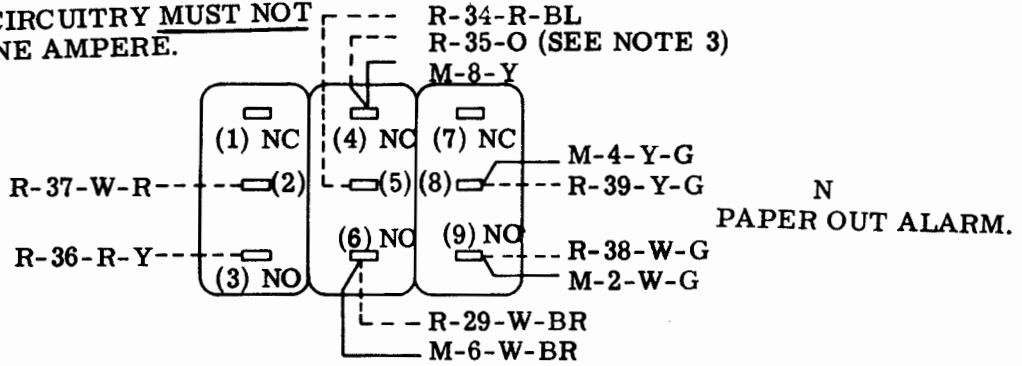 CIRCUITRY MUST NOT
NE AMPERE.
R-34-R-BL
R-35-O (SEE NOTE 3)
M-8-Y
(1) NC
(4) NC
(7) NC
M-4-Y-G
R-37-W-R
(2)
(5)
(8)
R-39-Y-G
N
PAPER OUT ALARM.
(6) NO
(9) NO
R-38-W-G
R-36-R-Y
(3) NO
M-2-W-G
R-29-W-BR
M-6-W-BR